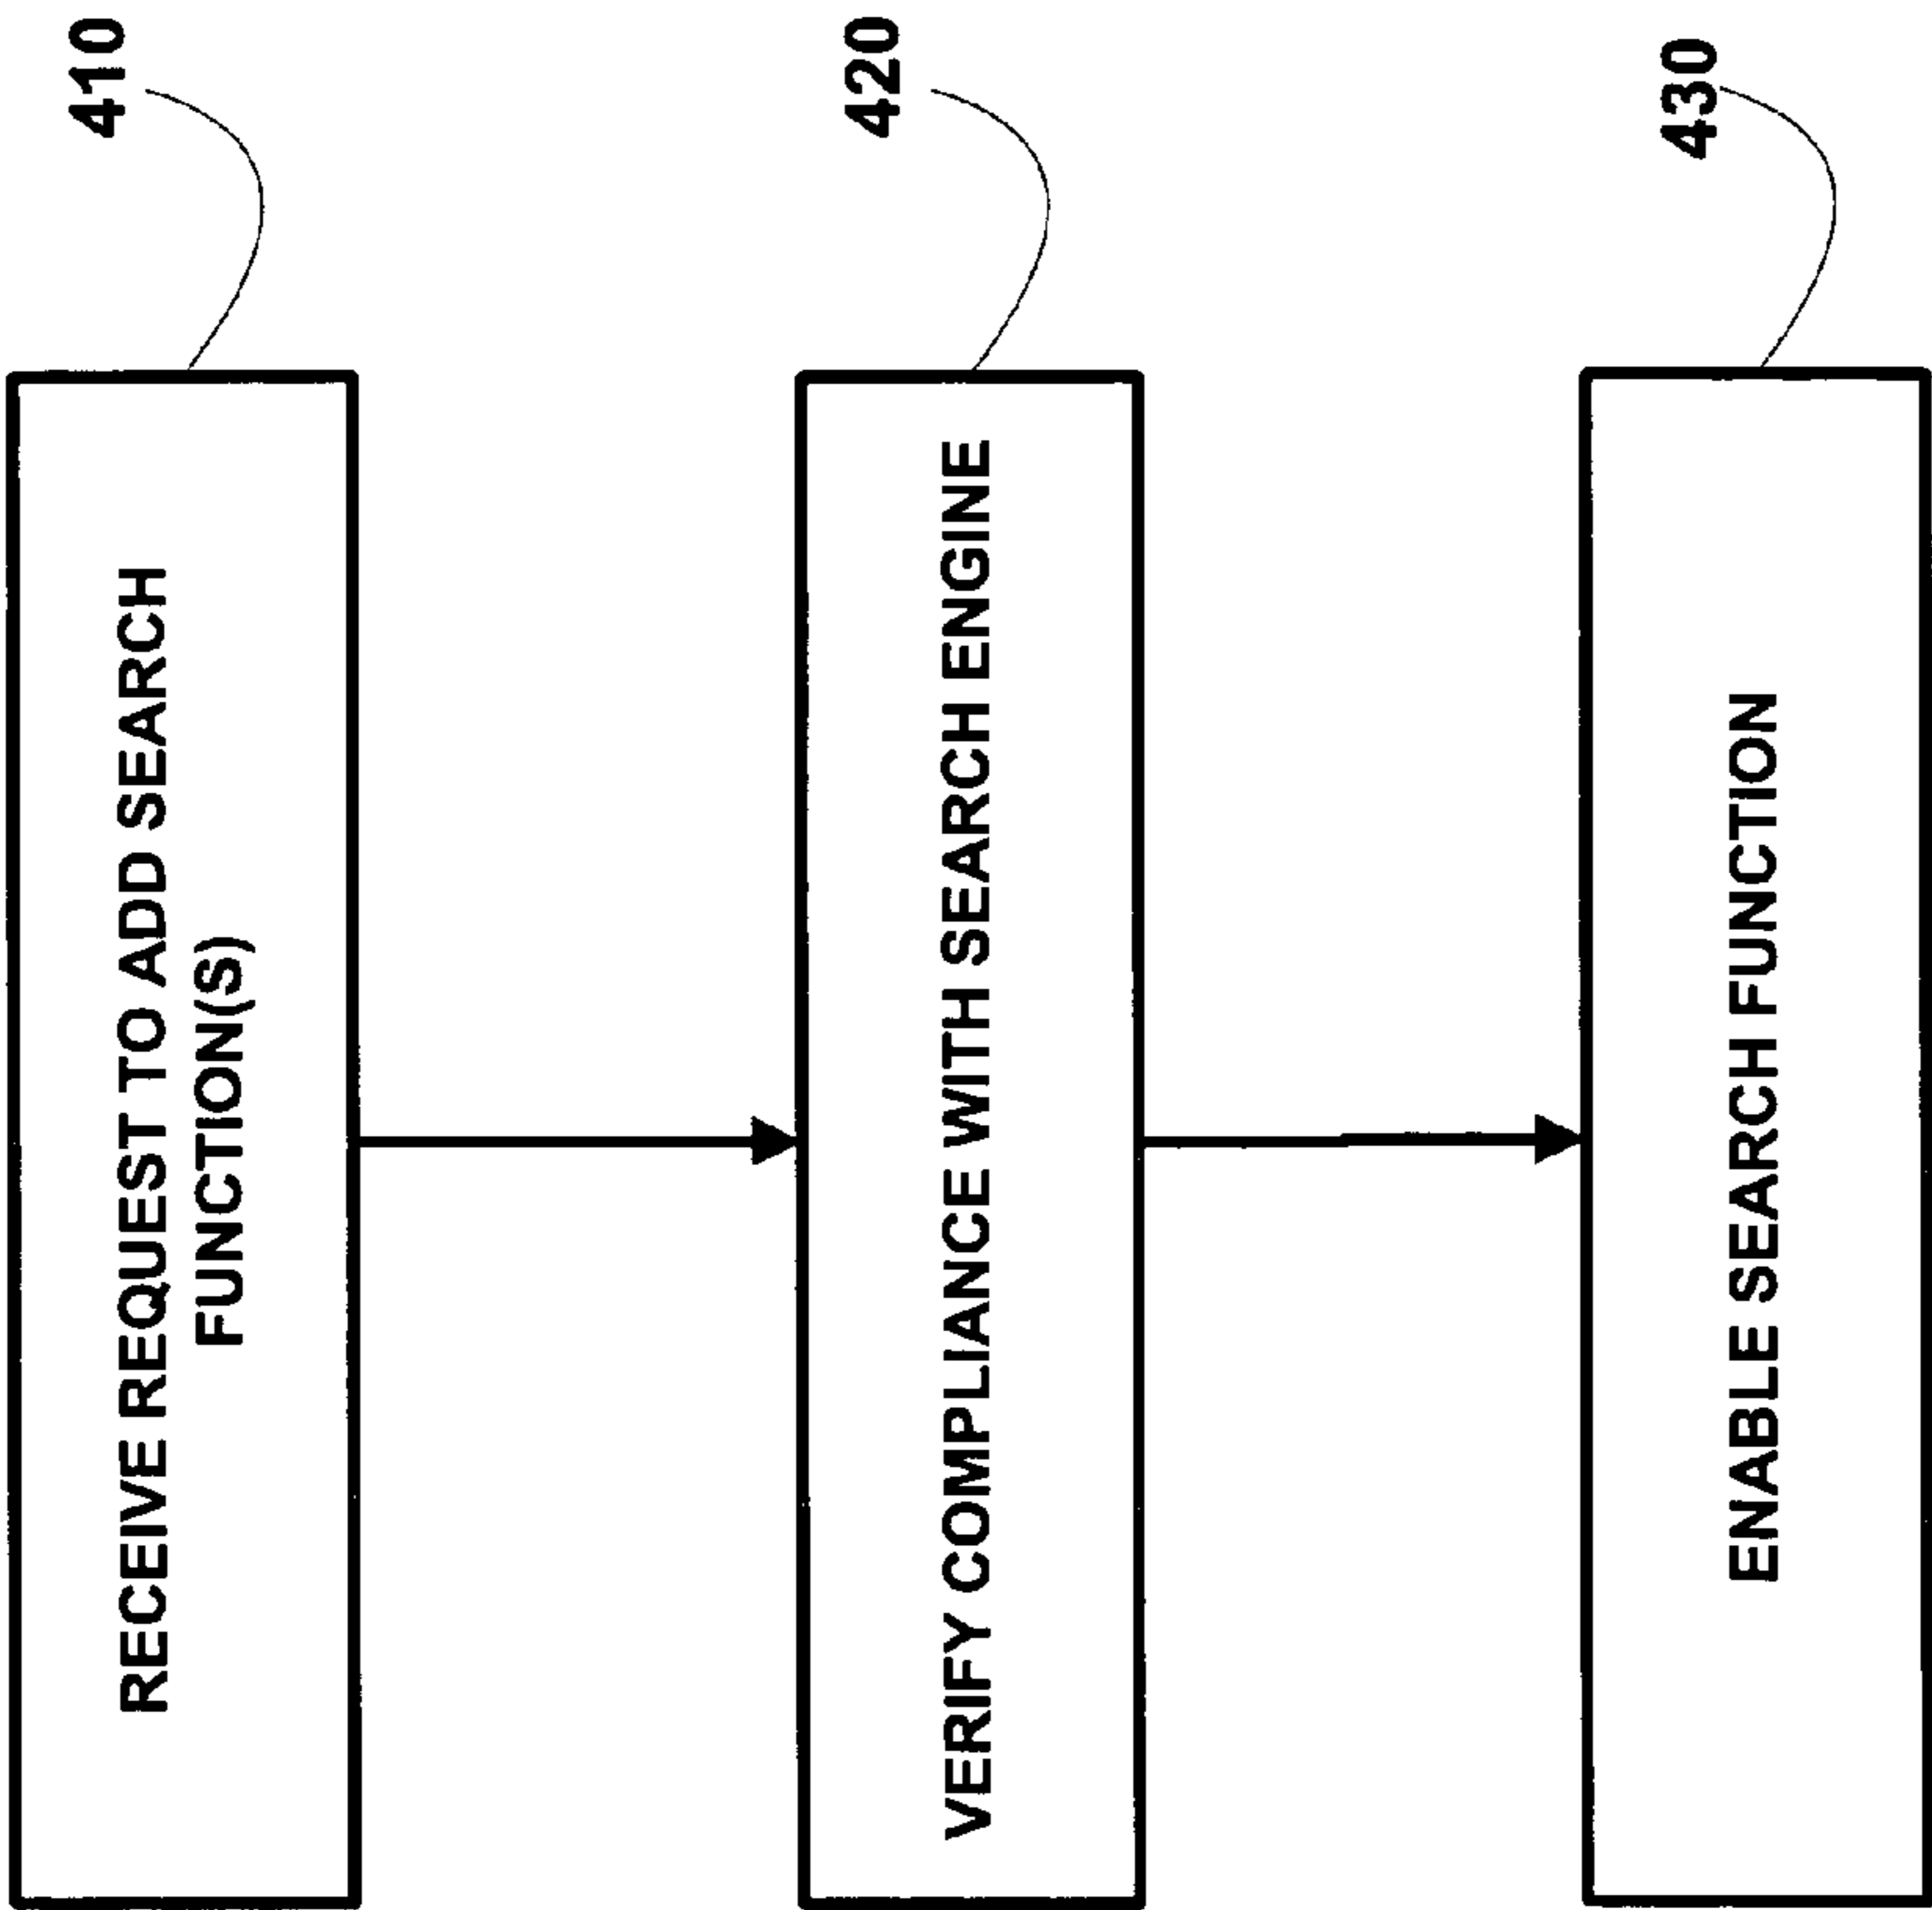 410
RECEIVE REQUEST TO ADD SEARCH
FUNCTION(S)
420
VERIFY COMPLIANCE WITH SEARCH ENGINE
430
ENABLE SEARCH FUNCTION